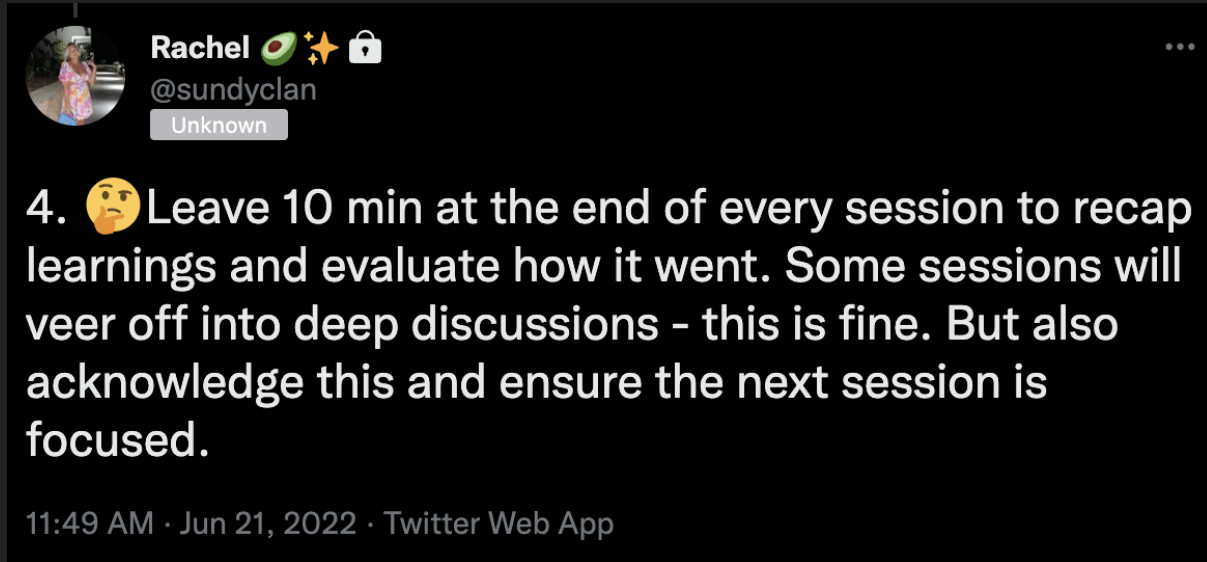 Rachel 🥑✨🔒
@sundyclan
Unknown
4. 🤔Leave 10 min at the end of every session to recap
learnings and evaluate how it went. Some sessions will
veer off into deep discussions - this is fine. But also
acknowledge this and ensure the next session is
focused.
11:49 AM · Jun 21, 2022 · Twitter Web App